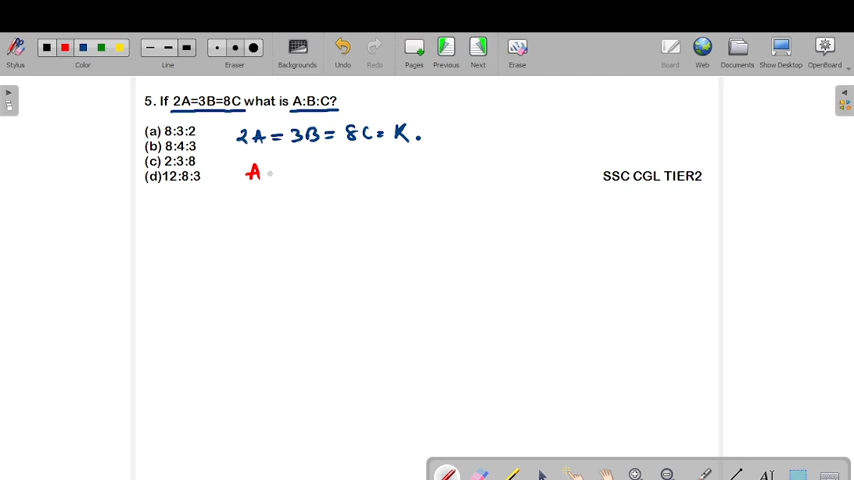 Stylus
Color
Line
Eraser
Backgrounds
Undo
Redo
Pages
Previous
Next
Erase
Board
Web
Documents
Show Desktop
OpenBoard
5. If 2A=3B=8C what is A:B:C?
(a) 8:3:2
2A = 3B = 8C = K.
(b) 8:4:3
(c) 2:3:8
A
(d)12:8:3
SSC CGL TIER2